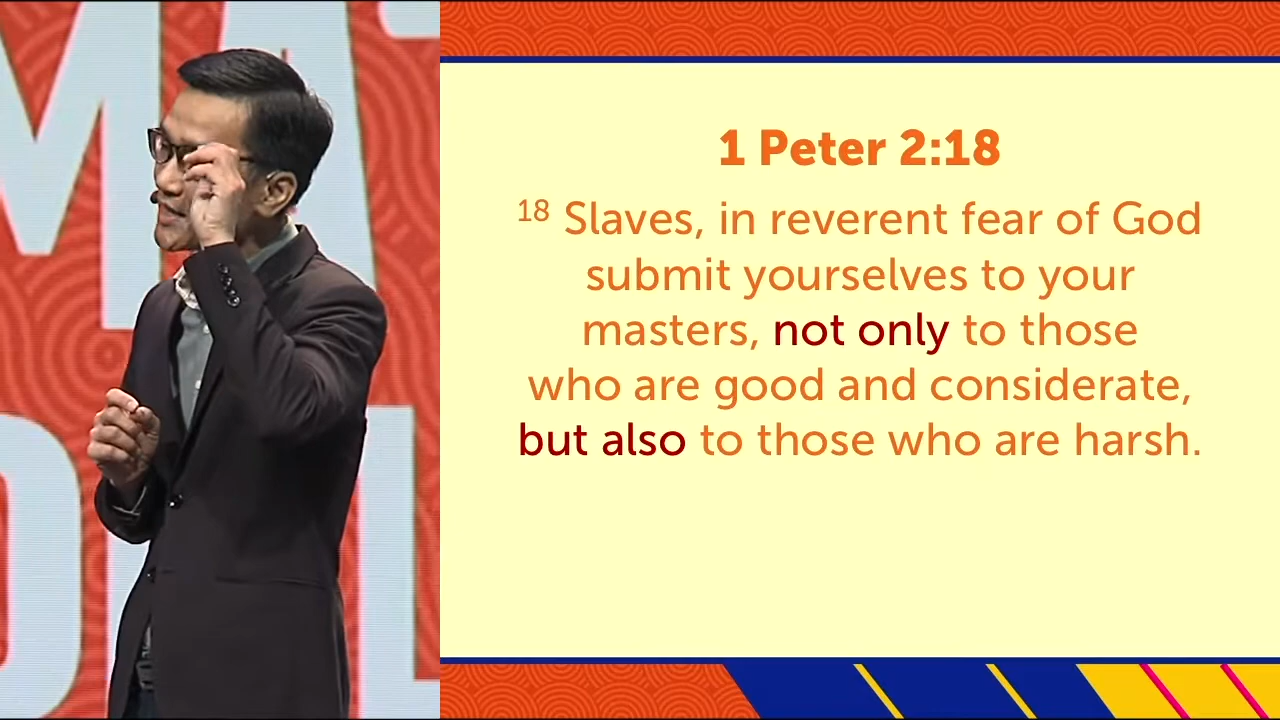 1 Peter 2:18
18 Slaves, in reverent fear of God
submit yourselves to your
masters, not only to those
who are good and considerate,
but also to those who are harsh.